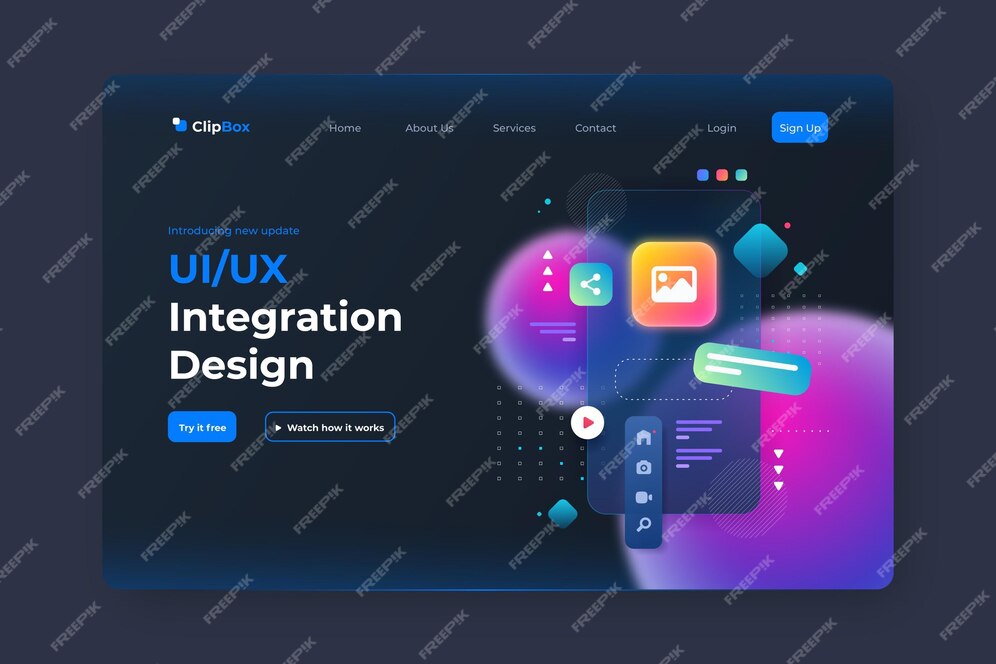 ClipBox
Home About Us Services Contact Login Sign Up
Introducing new update
UI/UX
Integration
Design
Try it free Watch how it works
FREEPIK